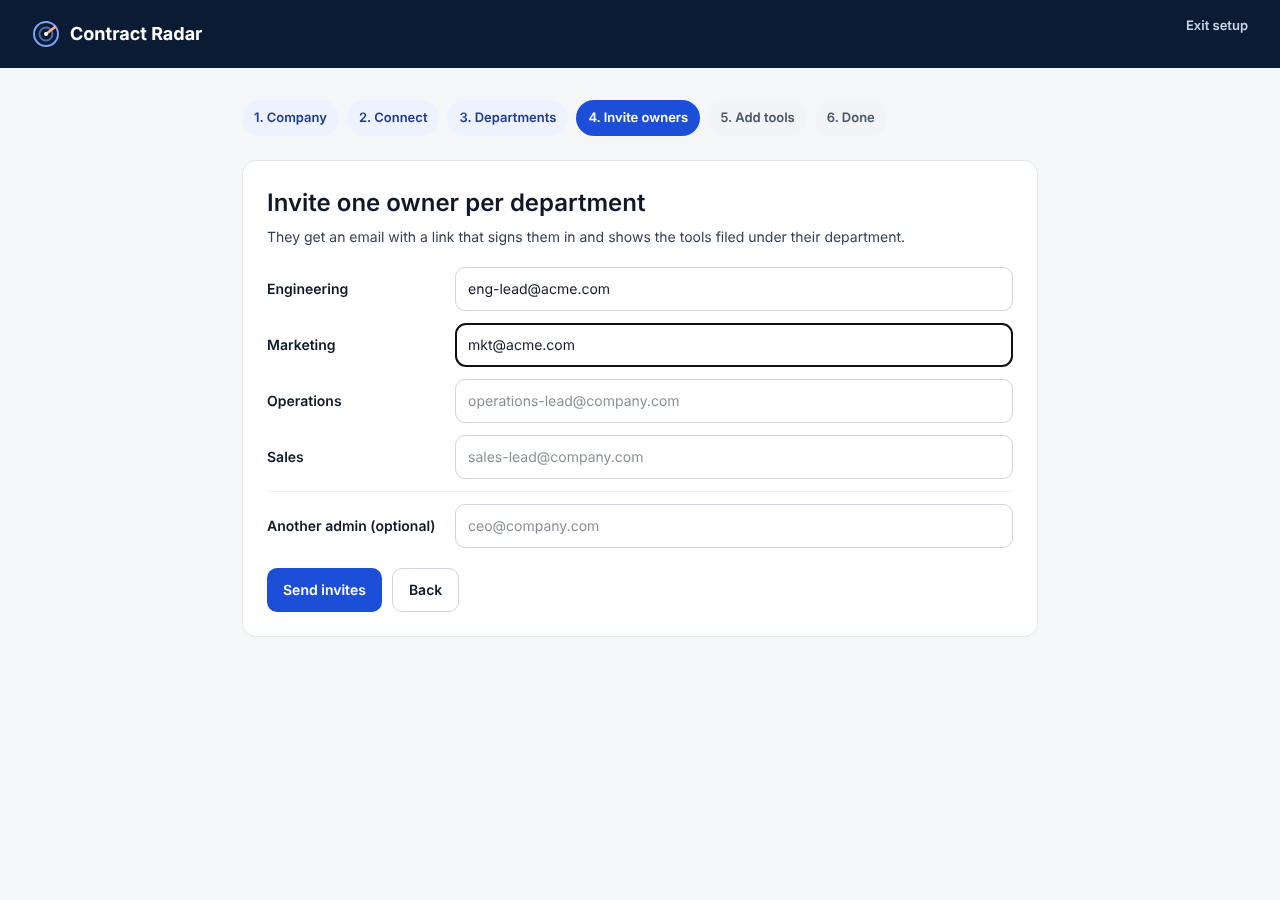 Contract Radar
Exit setup
1. Company
2. Connect
3. Departments
4. Invite owners
5. Add tools
6. Done
Invite one owner per department
They get an email with a link that signs them in and shows the tools filed under their department.
Engineering
eng-lead@acme.com
Marketing
mkt@acme.com
Operations
operations-lead@company.com
Sales
sales-lead@company.com
Another admin (optional)
ceo@company.com
Send invites
Back